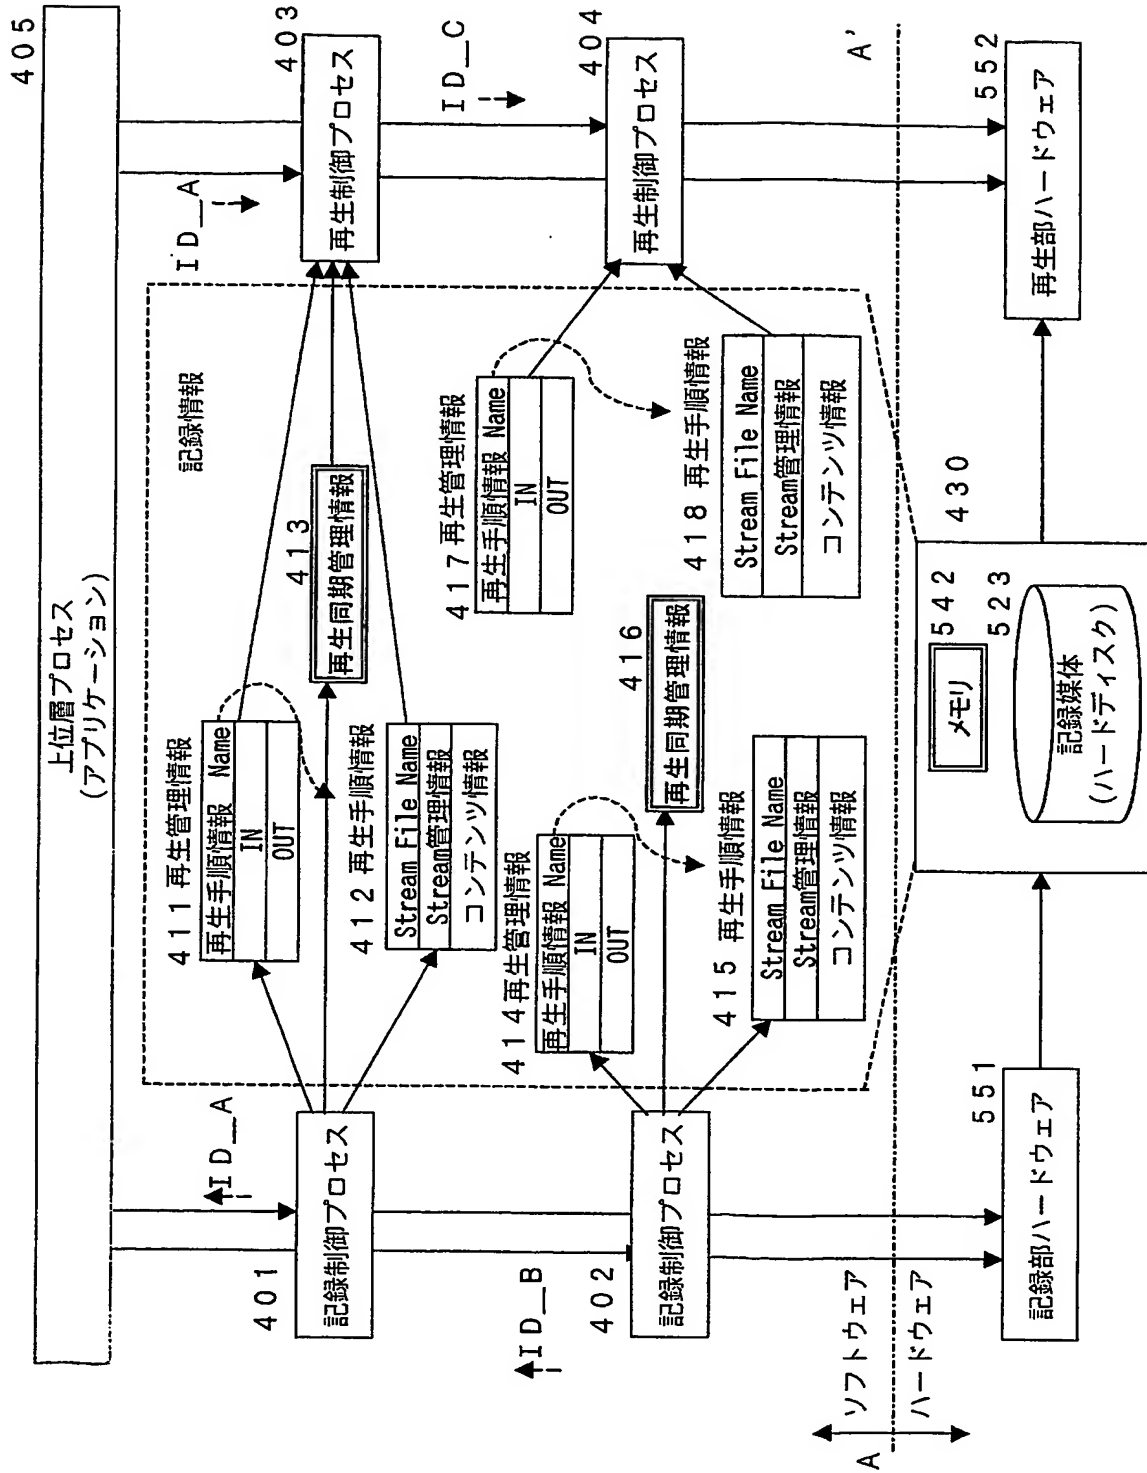 405
上位層プロセス
(アプリケーション)
ID_A
ID_A
401
記録制御プロセス
403
再生制御プロセス
記録情報
411 再生管理情報
再生手順情報 Name
IN
OUT
413
再生同期管理情報
412 再生手順情報
Stream File Name
Stream管理情報
コンテンツ情報
ID_B
ID_C
402
記録制御プロセス
404
再生制御プロセス
414 再生管理情報
再生手順情報 Name
IN
OUT
416
再生同期管理情報
415 再生手順情報
Stream File Name
Stream管理情報
コンテンツ情報
417 再生管理情報
再生手順情報 Name
IN
OUT
418 再生手順情報
Stream File Name
Stream管理情報
コンテンツ情報
A
ソフトウェア
ハードウェア
A'
551
記録部ハードウェア
430
メモリ
542
523
記録媒体
(ハードディスク)
552
再生部ハードウェア